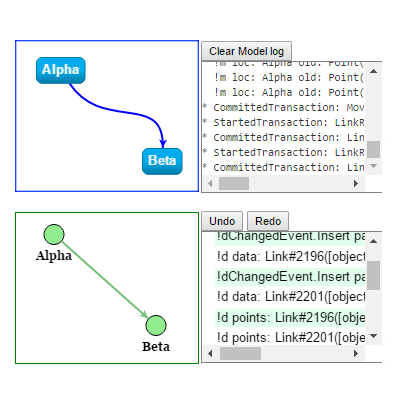 Alpha
Beta
Clear Model log
!m loc: Alpha old: Point(
!m loc: Alpha old: Point(
!m loc: Alpha old: Point(
* CommittedTransaction: Mov
* StartedTransaction: LinkR
* CommittedTransaction: Lin
* StartedTransaction: LinkR
* CommittedTransaction: Lin
Alpha
Beta
Undo Redo
!dChangedEvent.Insert pa
!d data: Link#2196([object
!dChangedEvent.Insert pa
!d data: Link#2201([object
!d points: Link#2196([obje
!d points: Link#2201([obje